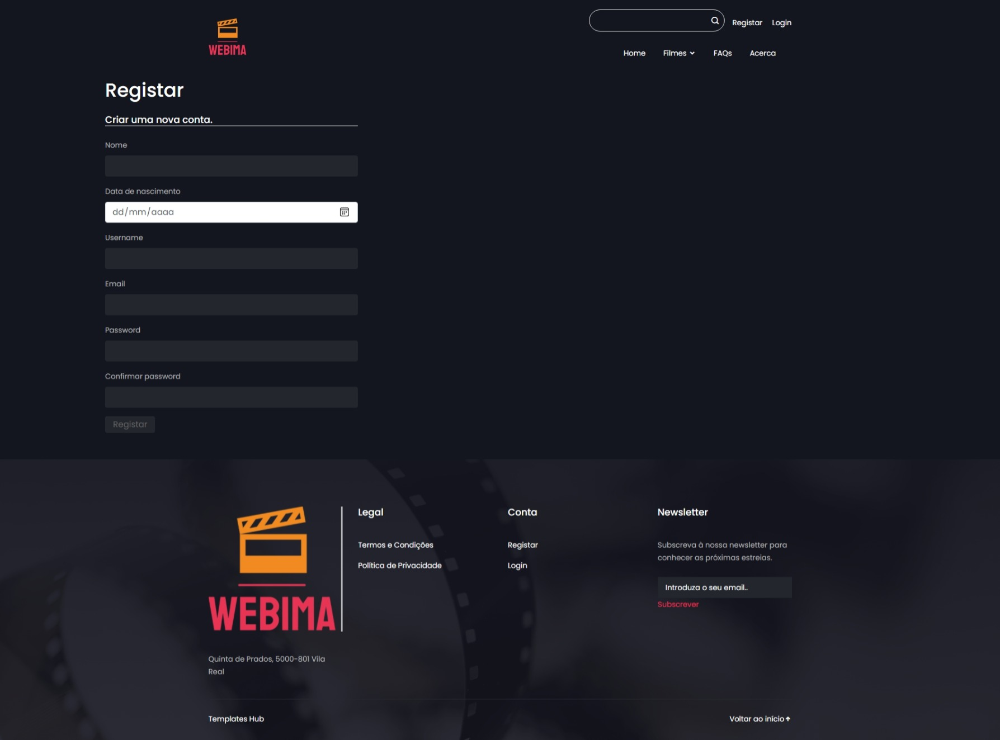 WEBIMA
Registar Login
Home Filmes FAQs Acerca
Registar
Criar uma nova conta.
Nome
Data de nascimento
dd/mm/aaaa
Username
Email
Password
Confirmar password
Registar
WEBIMA
Quinta de Prados, 5000-801 Vila
Real
Legal
Termos e Condições
Política de Privacidade
Conta
Registar
Login
Newsletter
Subscreva à nossa newsletter para
conhecer as próximas estreias.
Introduza o seu email..
Subscrever
Templates Hub
Voltar ao início